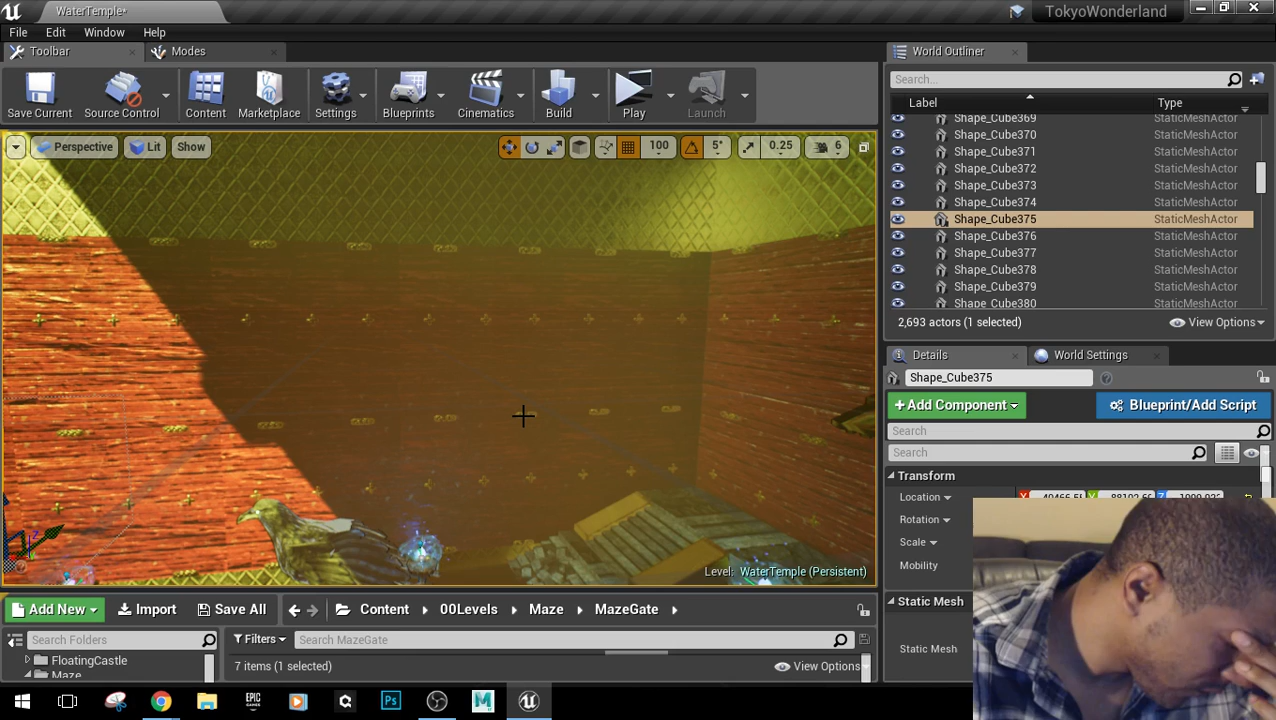 WaterTemple*
TokyoWonderland
File Edit Window Help
Toolbar Modes
World Outliner
Save Current Source Control Content Marketplace Settings Blueprints Cinematics Build Play Launch
Search...
Label Type
Perspective Lit Show 100 5° 0.25 6
Shape_Cube369 StaticMeshActor
Shape_Cube370 StaticMeshActor
Shape_Cube371 StaticMeshActor
Shape_Cube372 StaticMeshActor
Shape_Cube373 StaticMeshActor
Shape_Cube374 StaticMeshActor
Shape_Cube375 StaticMeshActor
Shape_Cube376 StaticMeshActor
Shape_Cube377 StaticMeshActor
Shape_Cube378 StaticMeshActor
Shape_Cube379 StaticMeshActor
Shape_Cube380 StaticMeshActor
2,693 actors (1 selected) View Options
Details World Settings
Shape_Cube375
+ Add Component Blueprint/Add Script
Search
Search
Transform
Location X Y Z
Rotation
Scale
Mobility
Static Mesh
Static Mesh
Level: WaterTemple (Persistent)
Add New Import Save All Content 00Levels Maze MazeGate
Search Folders Filters Search MazeGate
FloatingCastle
Maze
7 items (1 selected) View Options
EPIC GAMES Ps M